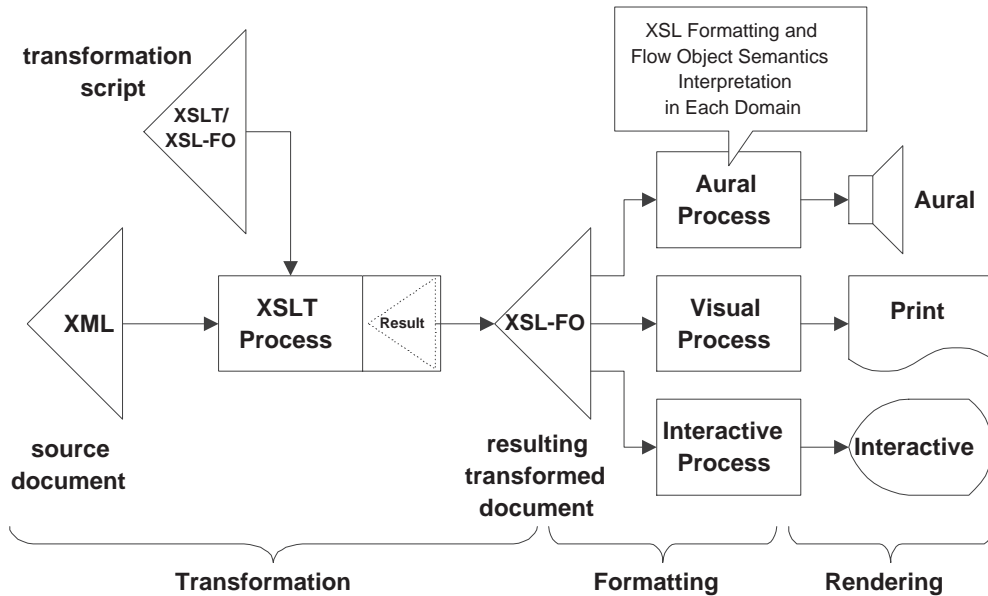 transformation
script
XSLT/
XSL-FO
XSL Formatting and
Flow Object Semantics
Interpretation
in Each Domain
Aural
Process
Aural
XML
XSLT
Process
Result
XSL-FO
Visual
Process
Print
source
document
resulting
transformed
document
Interactive
Process
Interactive
Transformation
Formatting
Rendering